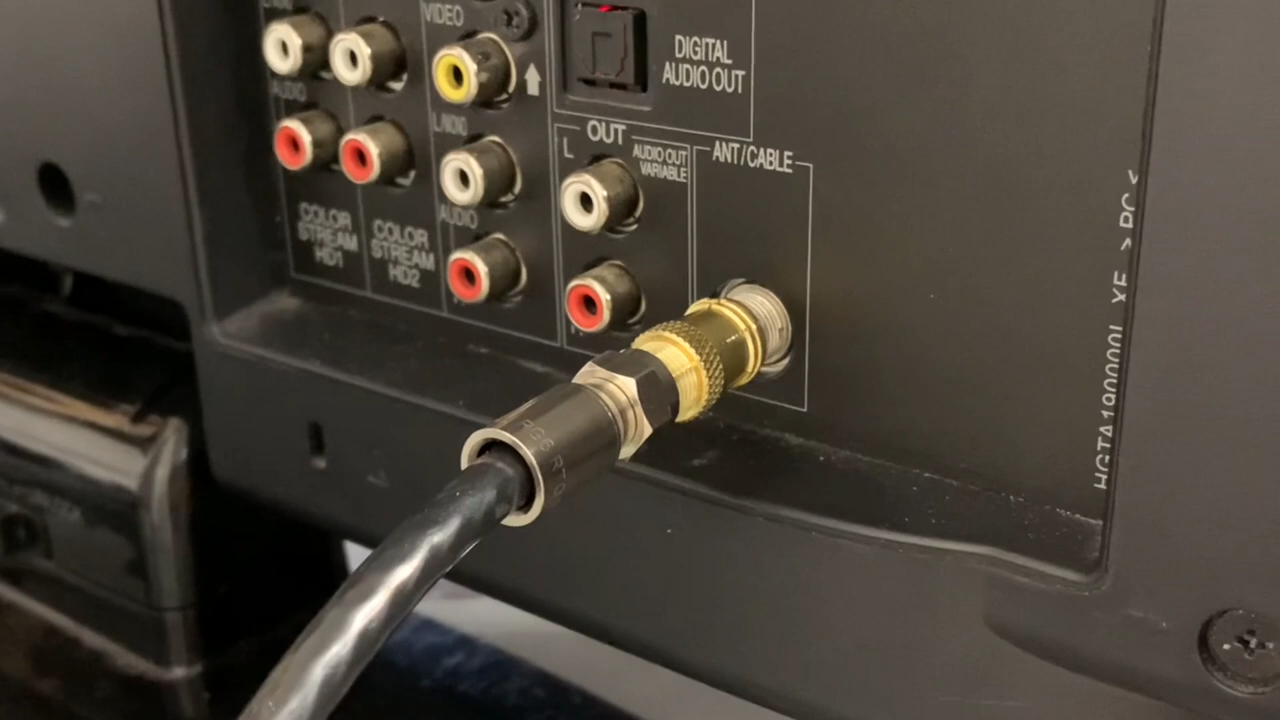 VIDEO
AUDIO
L/MONO
AUDIO
COLOR
STREAM
HD1
COLOR
STREAM
HD2
DIGITAL
AUDIO OUT
OUT
L
AUDIO OUT
VARIABLE
ANT/CABLE
RG6